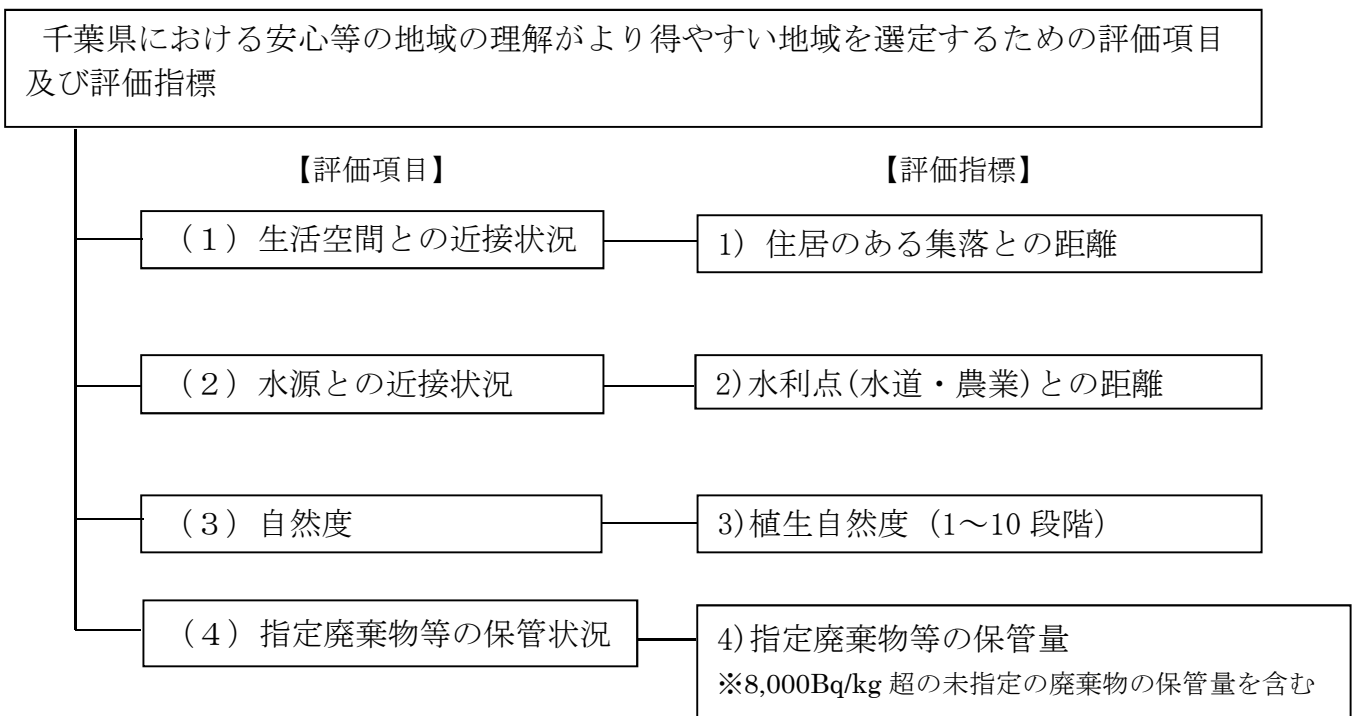 千葉県における安心等の地域の理解がより得やすい地域を選定するための評価項目
及び評価指標
【評価項目】
【評価指標】
（１）生活空間との近接状況
1) 住居のある集落との距離
（２）水源との近接状況
2)水利点(水道・農業)との距離
（３）自然度
3)植生自然度 (1～10 段階)
（４）指定廃棄物等の保管状況
4)指定廃棄物等の保管量
※8,000Bq/kg 超の未指定の廃棄物の保管量を含む